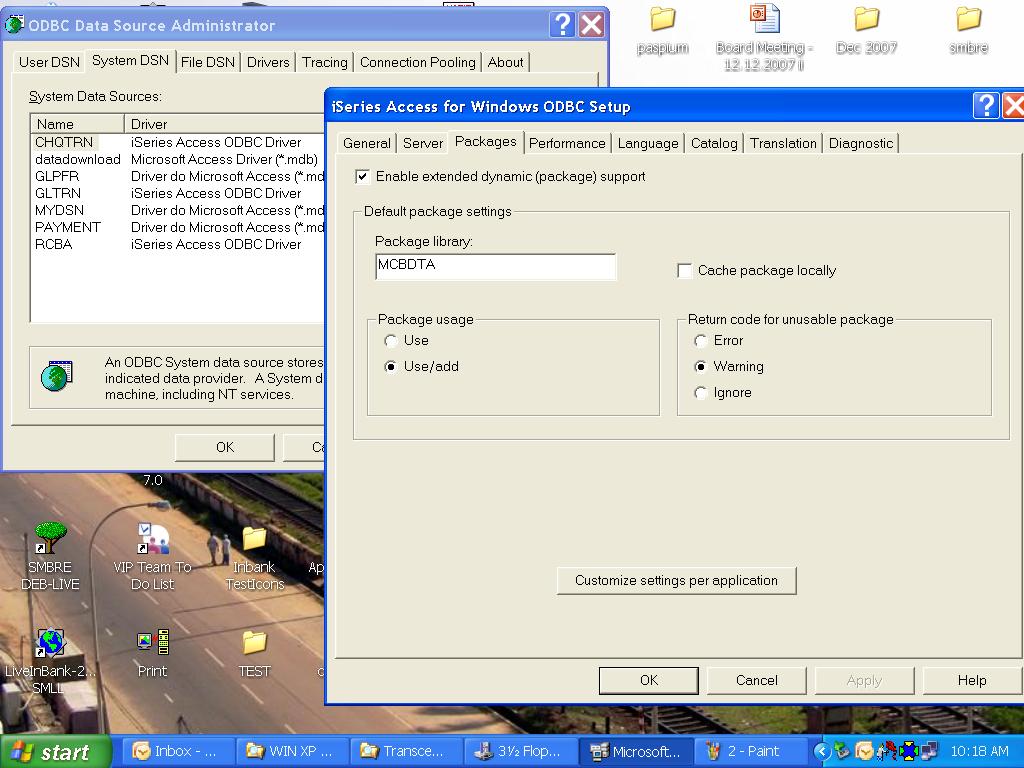 ODBC Data Source Administrator
User DSN System DSN File DSN Drivers Tracing Connection Pooling About
System Data Sources:
Name Driver
CHQTRN iSeries Access ODBC Driver
datadownload Microsoft Access Driver (*.mdb)
GLPFR Driver do Microsoft Access (*.md
GLTRN iSeries Access ODBC Driver
MYDSN Driver do Microsoft Access (*.md
PAYMENT Driver do Microsoft Access (*.md
RCBA iSeries Access ODBC Driver
An ODBC System data source stores
indicated data provider. A System d
machine, including NT services.
OK Ca
paspium
Board Meeting -
12.12.2007 ii
Dec 2007
smbre
iSeries Access for Windows ODBC Setup
General Server Packages Performance Language Catalog Translation Diagnostic
Enable extended dynamic (package) support
Default package settings
Package library:
MCBDTA
Cache package locally
Package usage
Use
Use/add
Return code for unusable package
Error
Warning
Ignore
Customize settings per application
OK Cancel Apply Help
7.0
SMBRE
DEB-LIVE
VIP Team To
Do List
Inbank
TestIcons
Ap
LiveInBank-2...
SMLL
Print
TEST
c
start
Inbox - ...
WIN XP ...
Transce...
3½ Flop...
Microsoft...
2 - Paint
10:18 AM